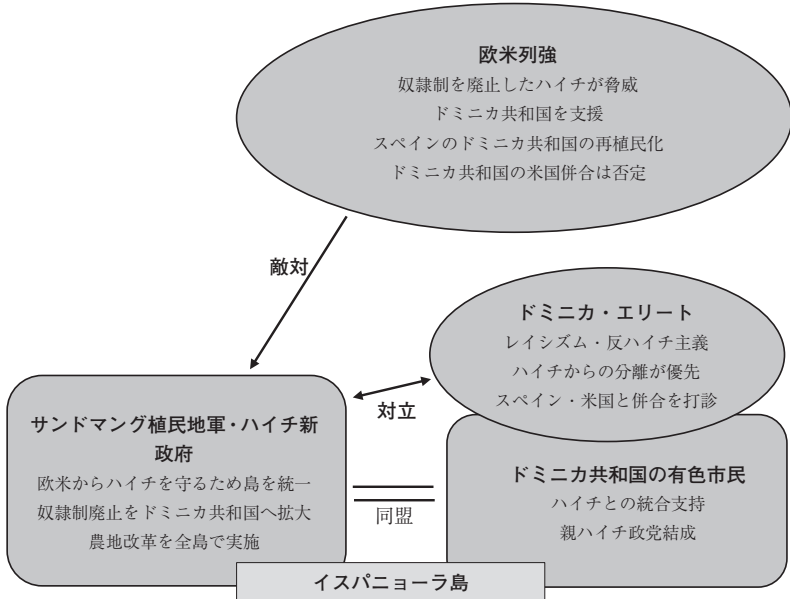 欧米列強
奴隷制を廃止したハイチが脅威
ドミニカ共和国を支援
スペインのドミニカ共和国の再植民化
ドミニカ共和国の米国併合は否定
敵対
ドミニカ・エリート
レイシズム・反ハイチ主義
ハイチからの分離が優先
スペイン・米国と併合を打診
対立
サンドマング植民地軍・ハイチ新
政府
欧米からハイチを守るため島を統一
奴隷制廃止をドミニカ共和国へ拡大
農地改革を全島で実施
同盟
ドミニカ共和国の有色市民
ハイチとの統合支持
親ハイチ政党結成
イスパニョーラ島